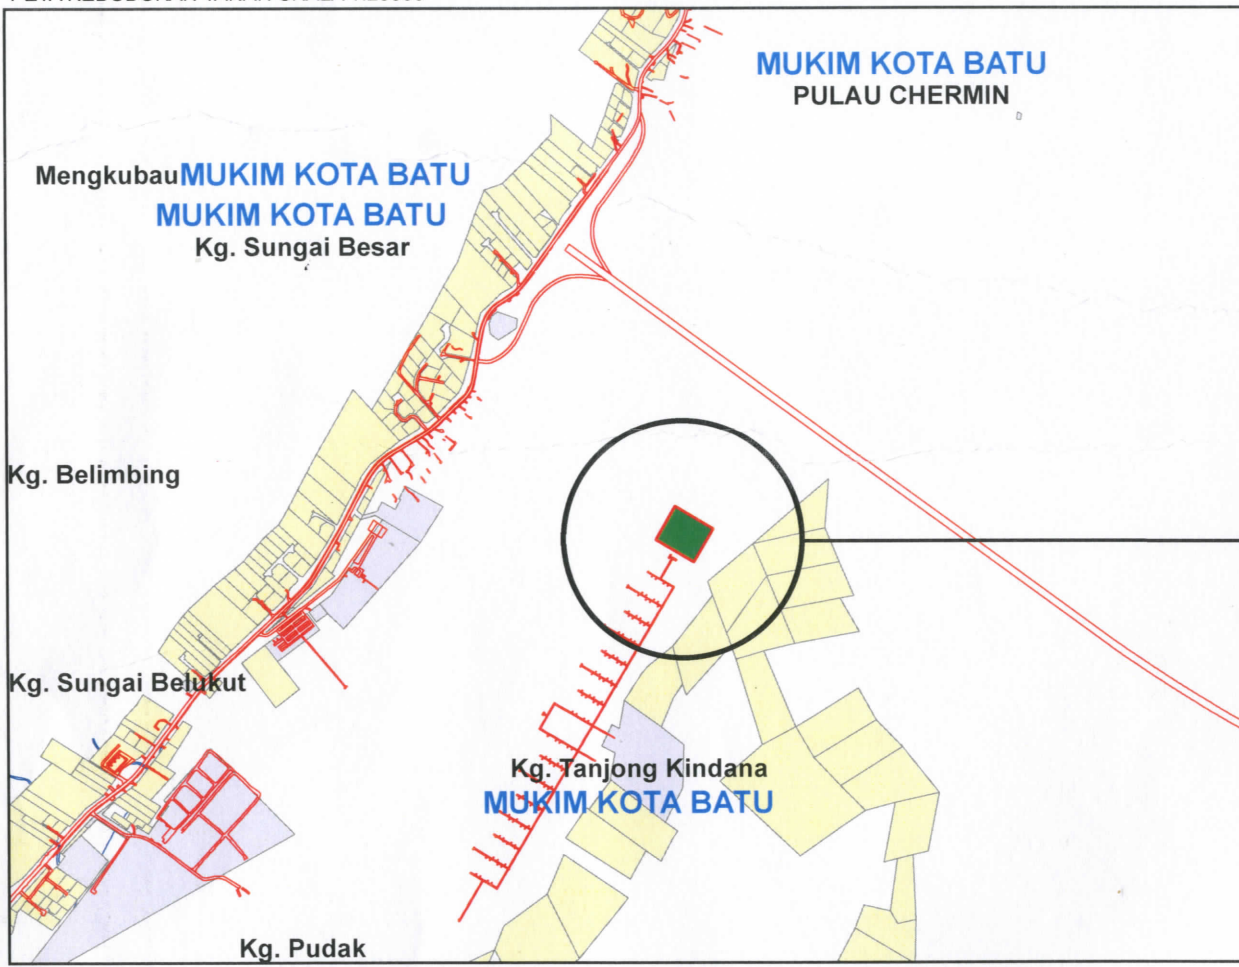 MUKIM KOTA BATU
PULAU CHERMIN
Mengkubau MUKIM KOTA BATU
MUKIM KOTA BATU
Kg. Sungai Besar
Kg. Belimbing
Kg. Sungai Belukut
Kg. Tanjong Kindana
MUKIM KOTA BATU
Kg. Pudak